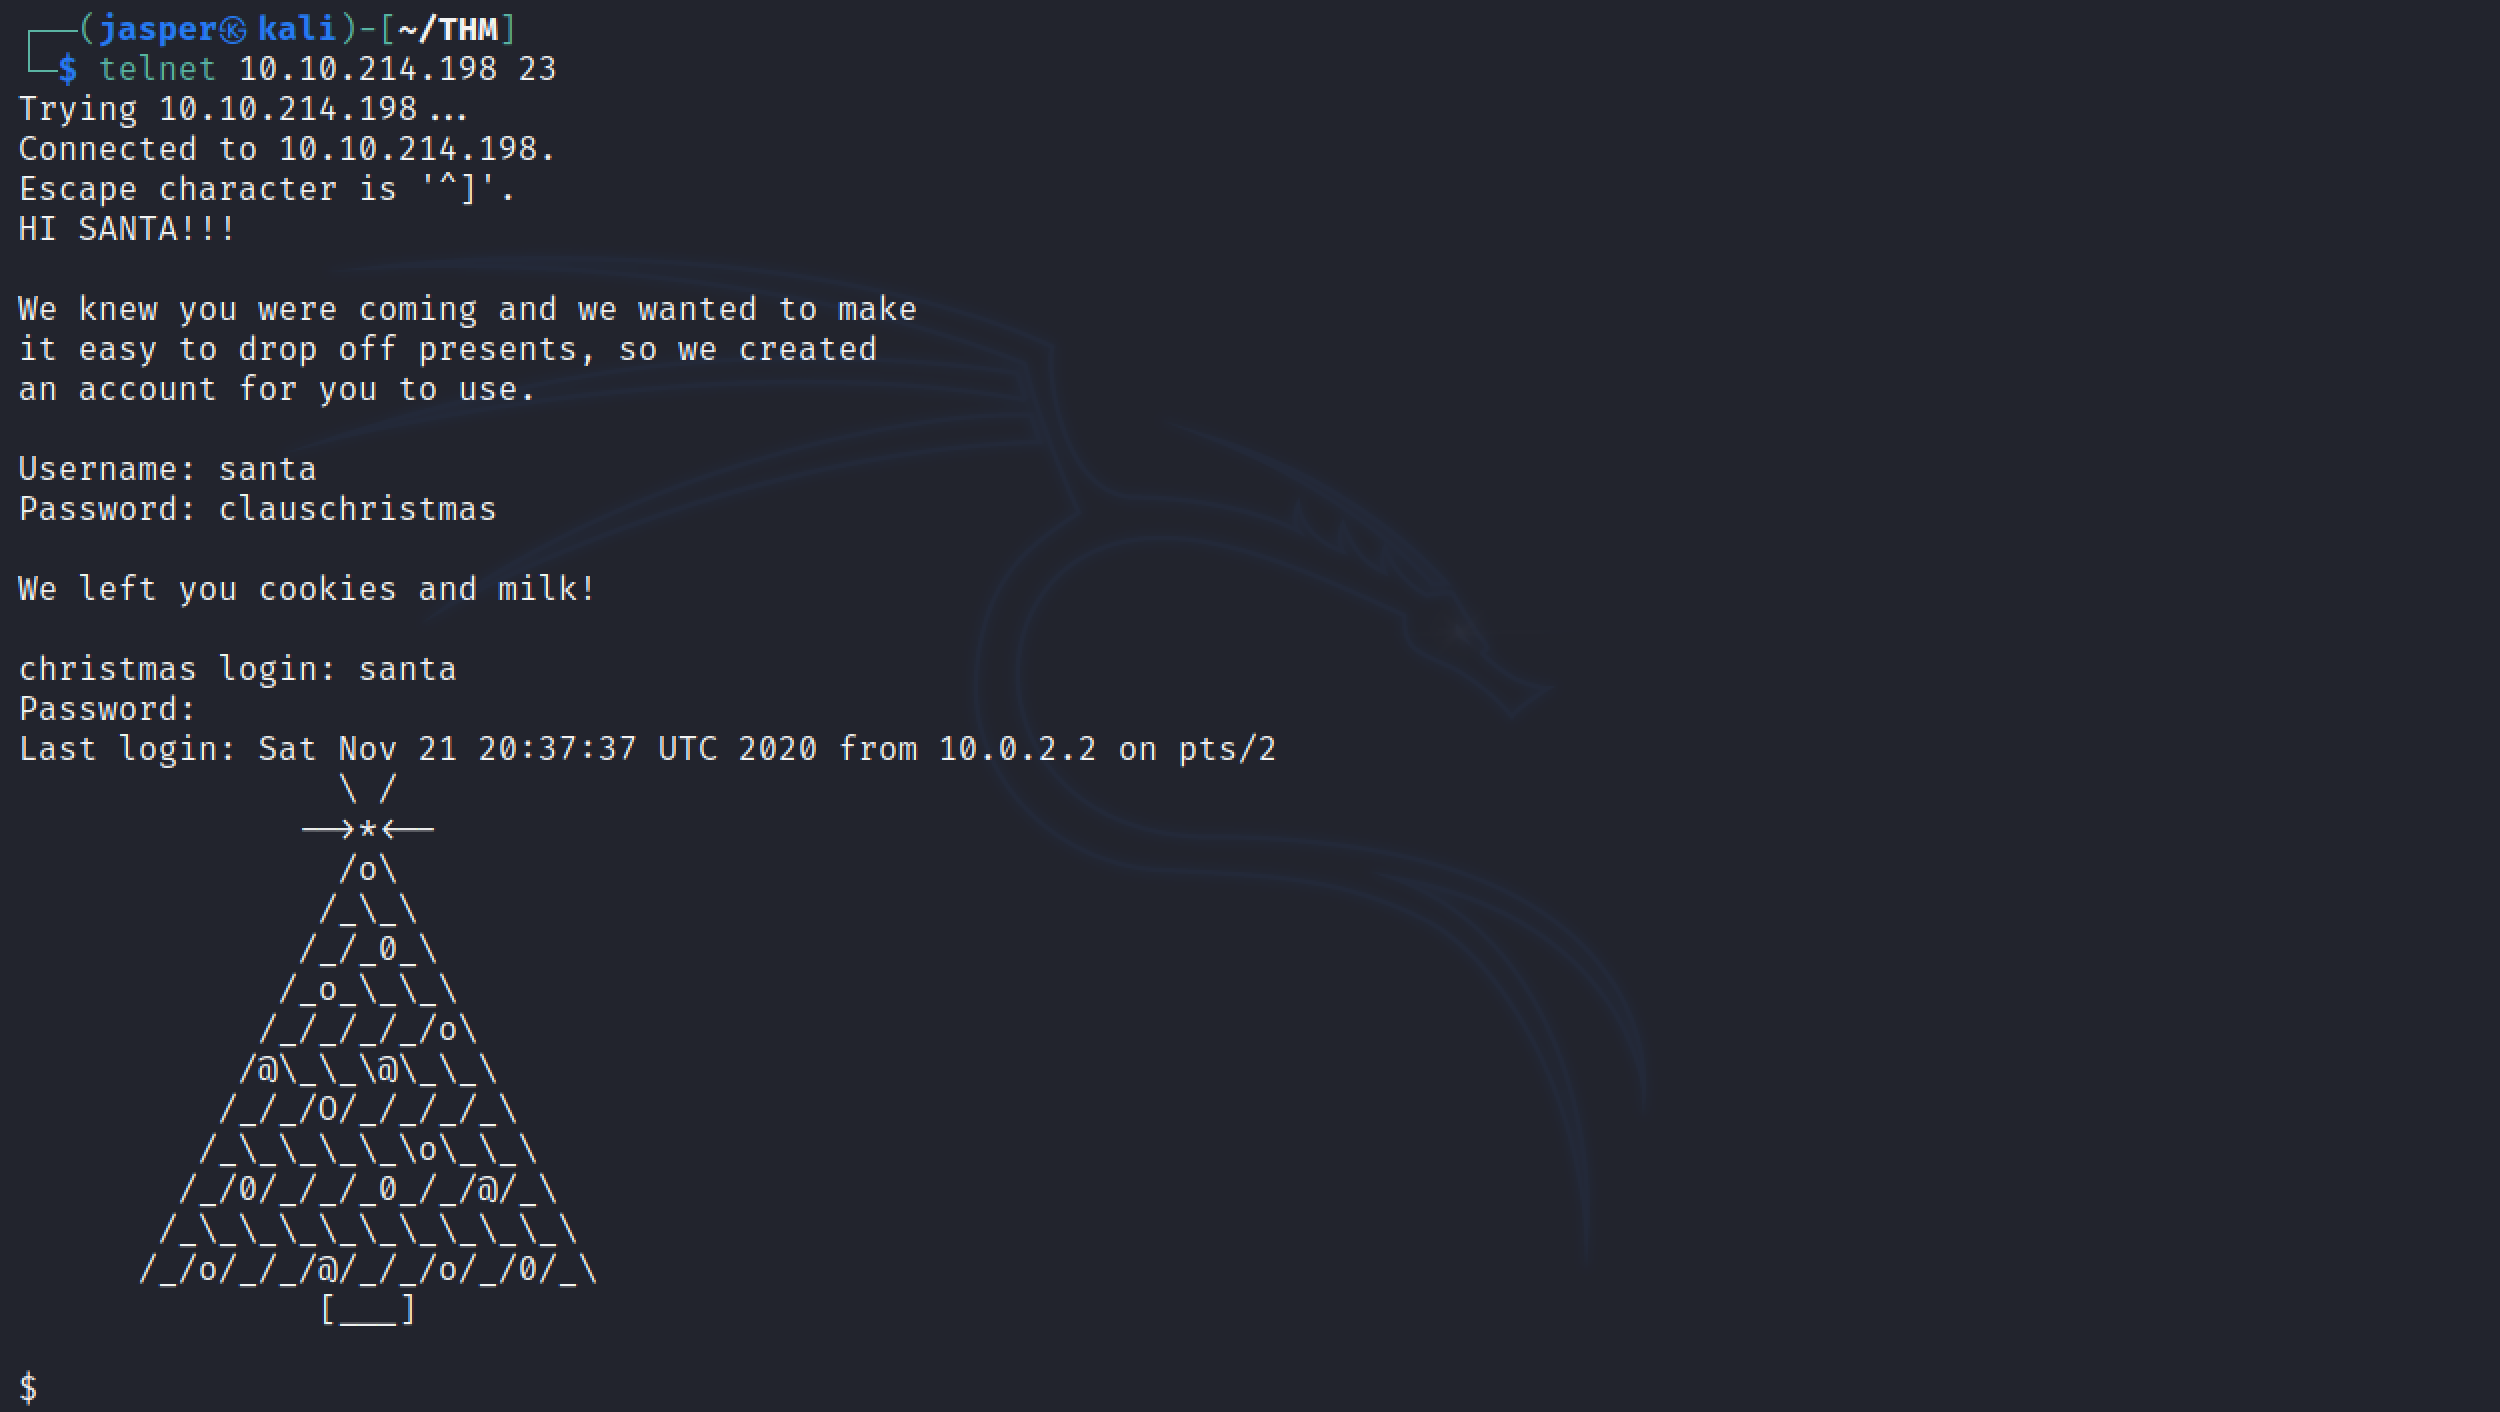 ┌──(jasper㉿kali)-[~/THM]
└─$ telnet 10.10.214.198 23
Trying 10.10.214.198...
Connected to 10.10.214.198.
Escape character is '^]'.
HI SANTA!!!

We knew you were coming and we wanted to make
it easy to drop off presents, so we created
an account for you to use.

Username: santa
Password: clauschristmas

We left you cookies and milk!

christmas login: santa
Password:
Last login: Sat Nov 21 20:37:37 UTC 2020 from 10.0.2.2 on pts/2
                \ /
              -->*<--
                /o\
               /_\_\
              /_/_0_\
             /_o_\_\_\
            /_/_/_/_/o\
           /@\_\_\@\_\_\
          /_/_/O/_/_/_/_\
         /_\_\_\_\_\o\_\_\
        /_/0/_/_/_0_/_/@/_\
       /_\_\_\_\_\_\_\_\_\_\
      /_/o/_/_/@/_/_/o/_/0/_\
               [___]

$